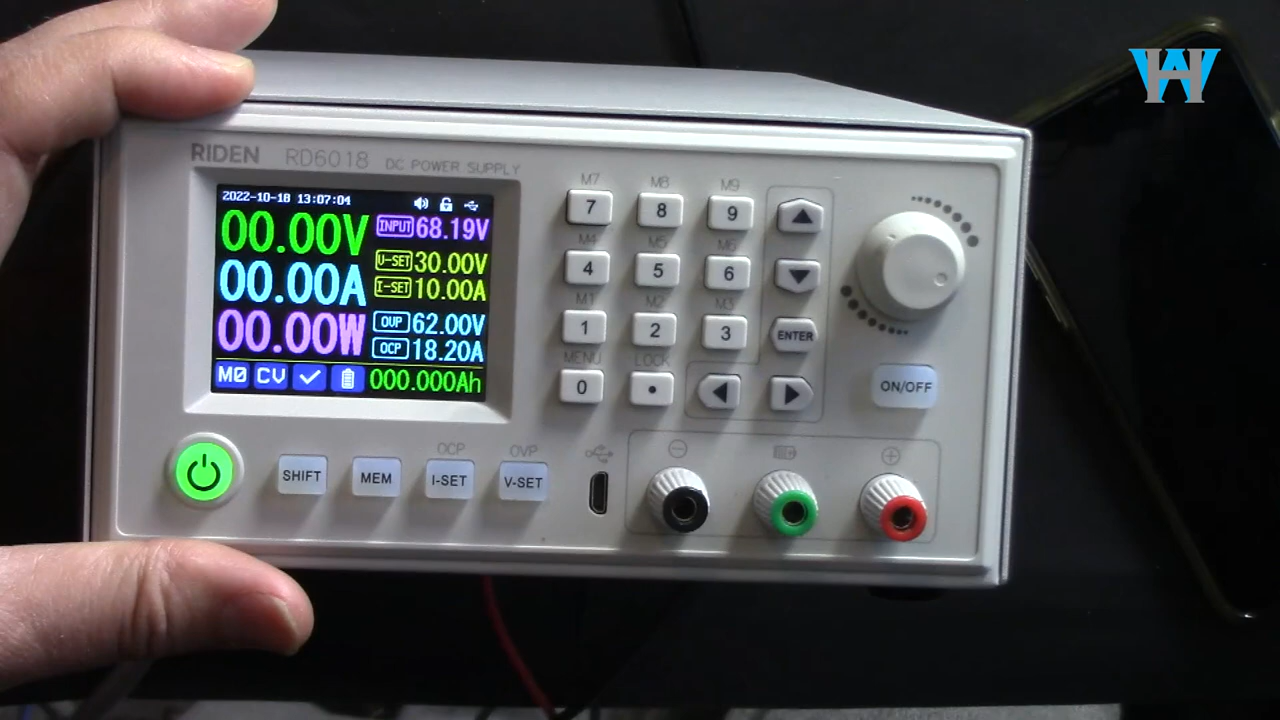 RIDEN RD6018 DC POWER SUPPLY
2022-10-18 13:07:04
00.00V
INPUT 68.19V
00.00A
V-SET 30.00V
I-SET 10.00A
00.00W
OVP 62.00V
OCP 18.20A
M0 CV 000.000Ah
M7 M8 M9
7 8 9
M4 M5 M6
4 5 6
M1 M2 M3
1 2 3 ENTER
MENU LOCK
0 •
ON/OFF
OCP OVP
SHIFT MEM I-SET V-SET